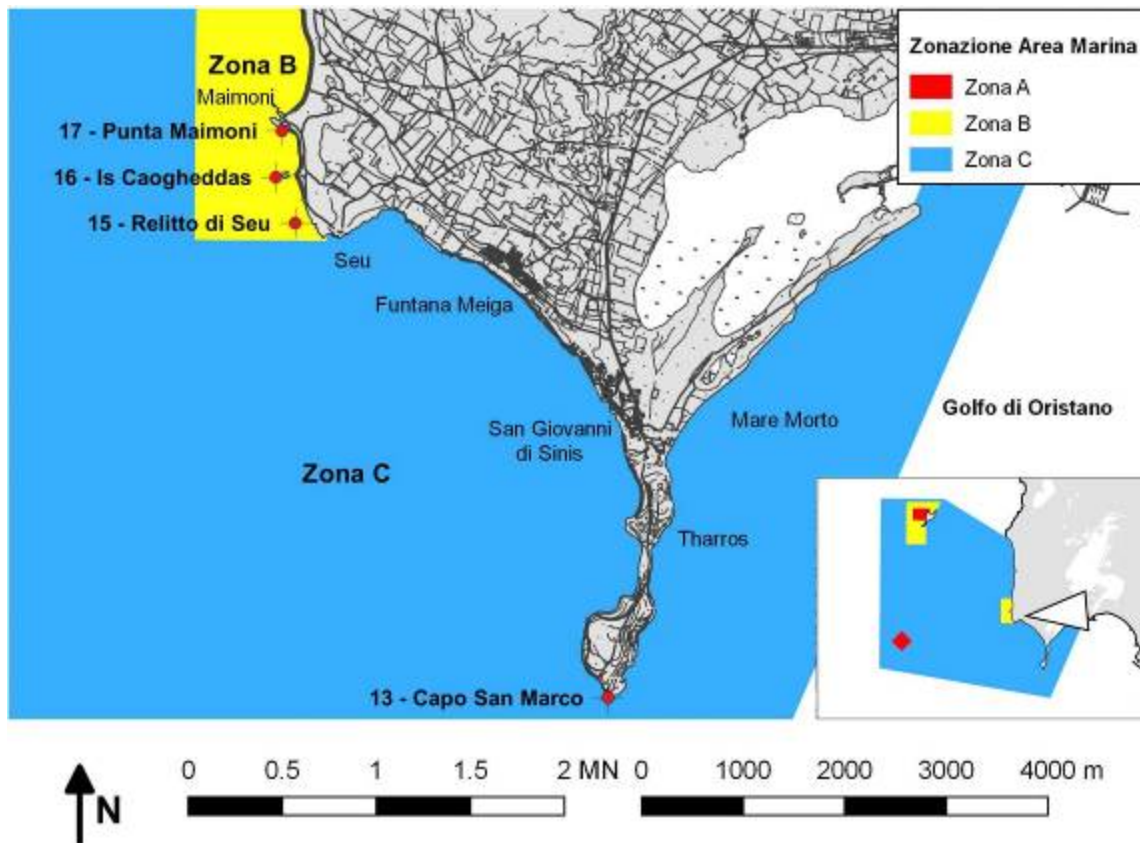 Zonazione Area Marina
Zona A
Zona B
Zona C
Zona B
Maimoni
17 - Punta Maimoni
16 - Is Caogheddas
15 - Relitto di Seu
Seu
Funtana Meiga
San Giovanni
di Sinis
Mare Morto
Golfo di Oristano
Zona C
Tharros
13 - Capo San Marco
N
0 0.5 1 1.5 2 MN
0 1000 2000 3000 4000 m